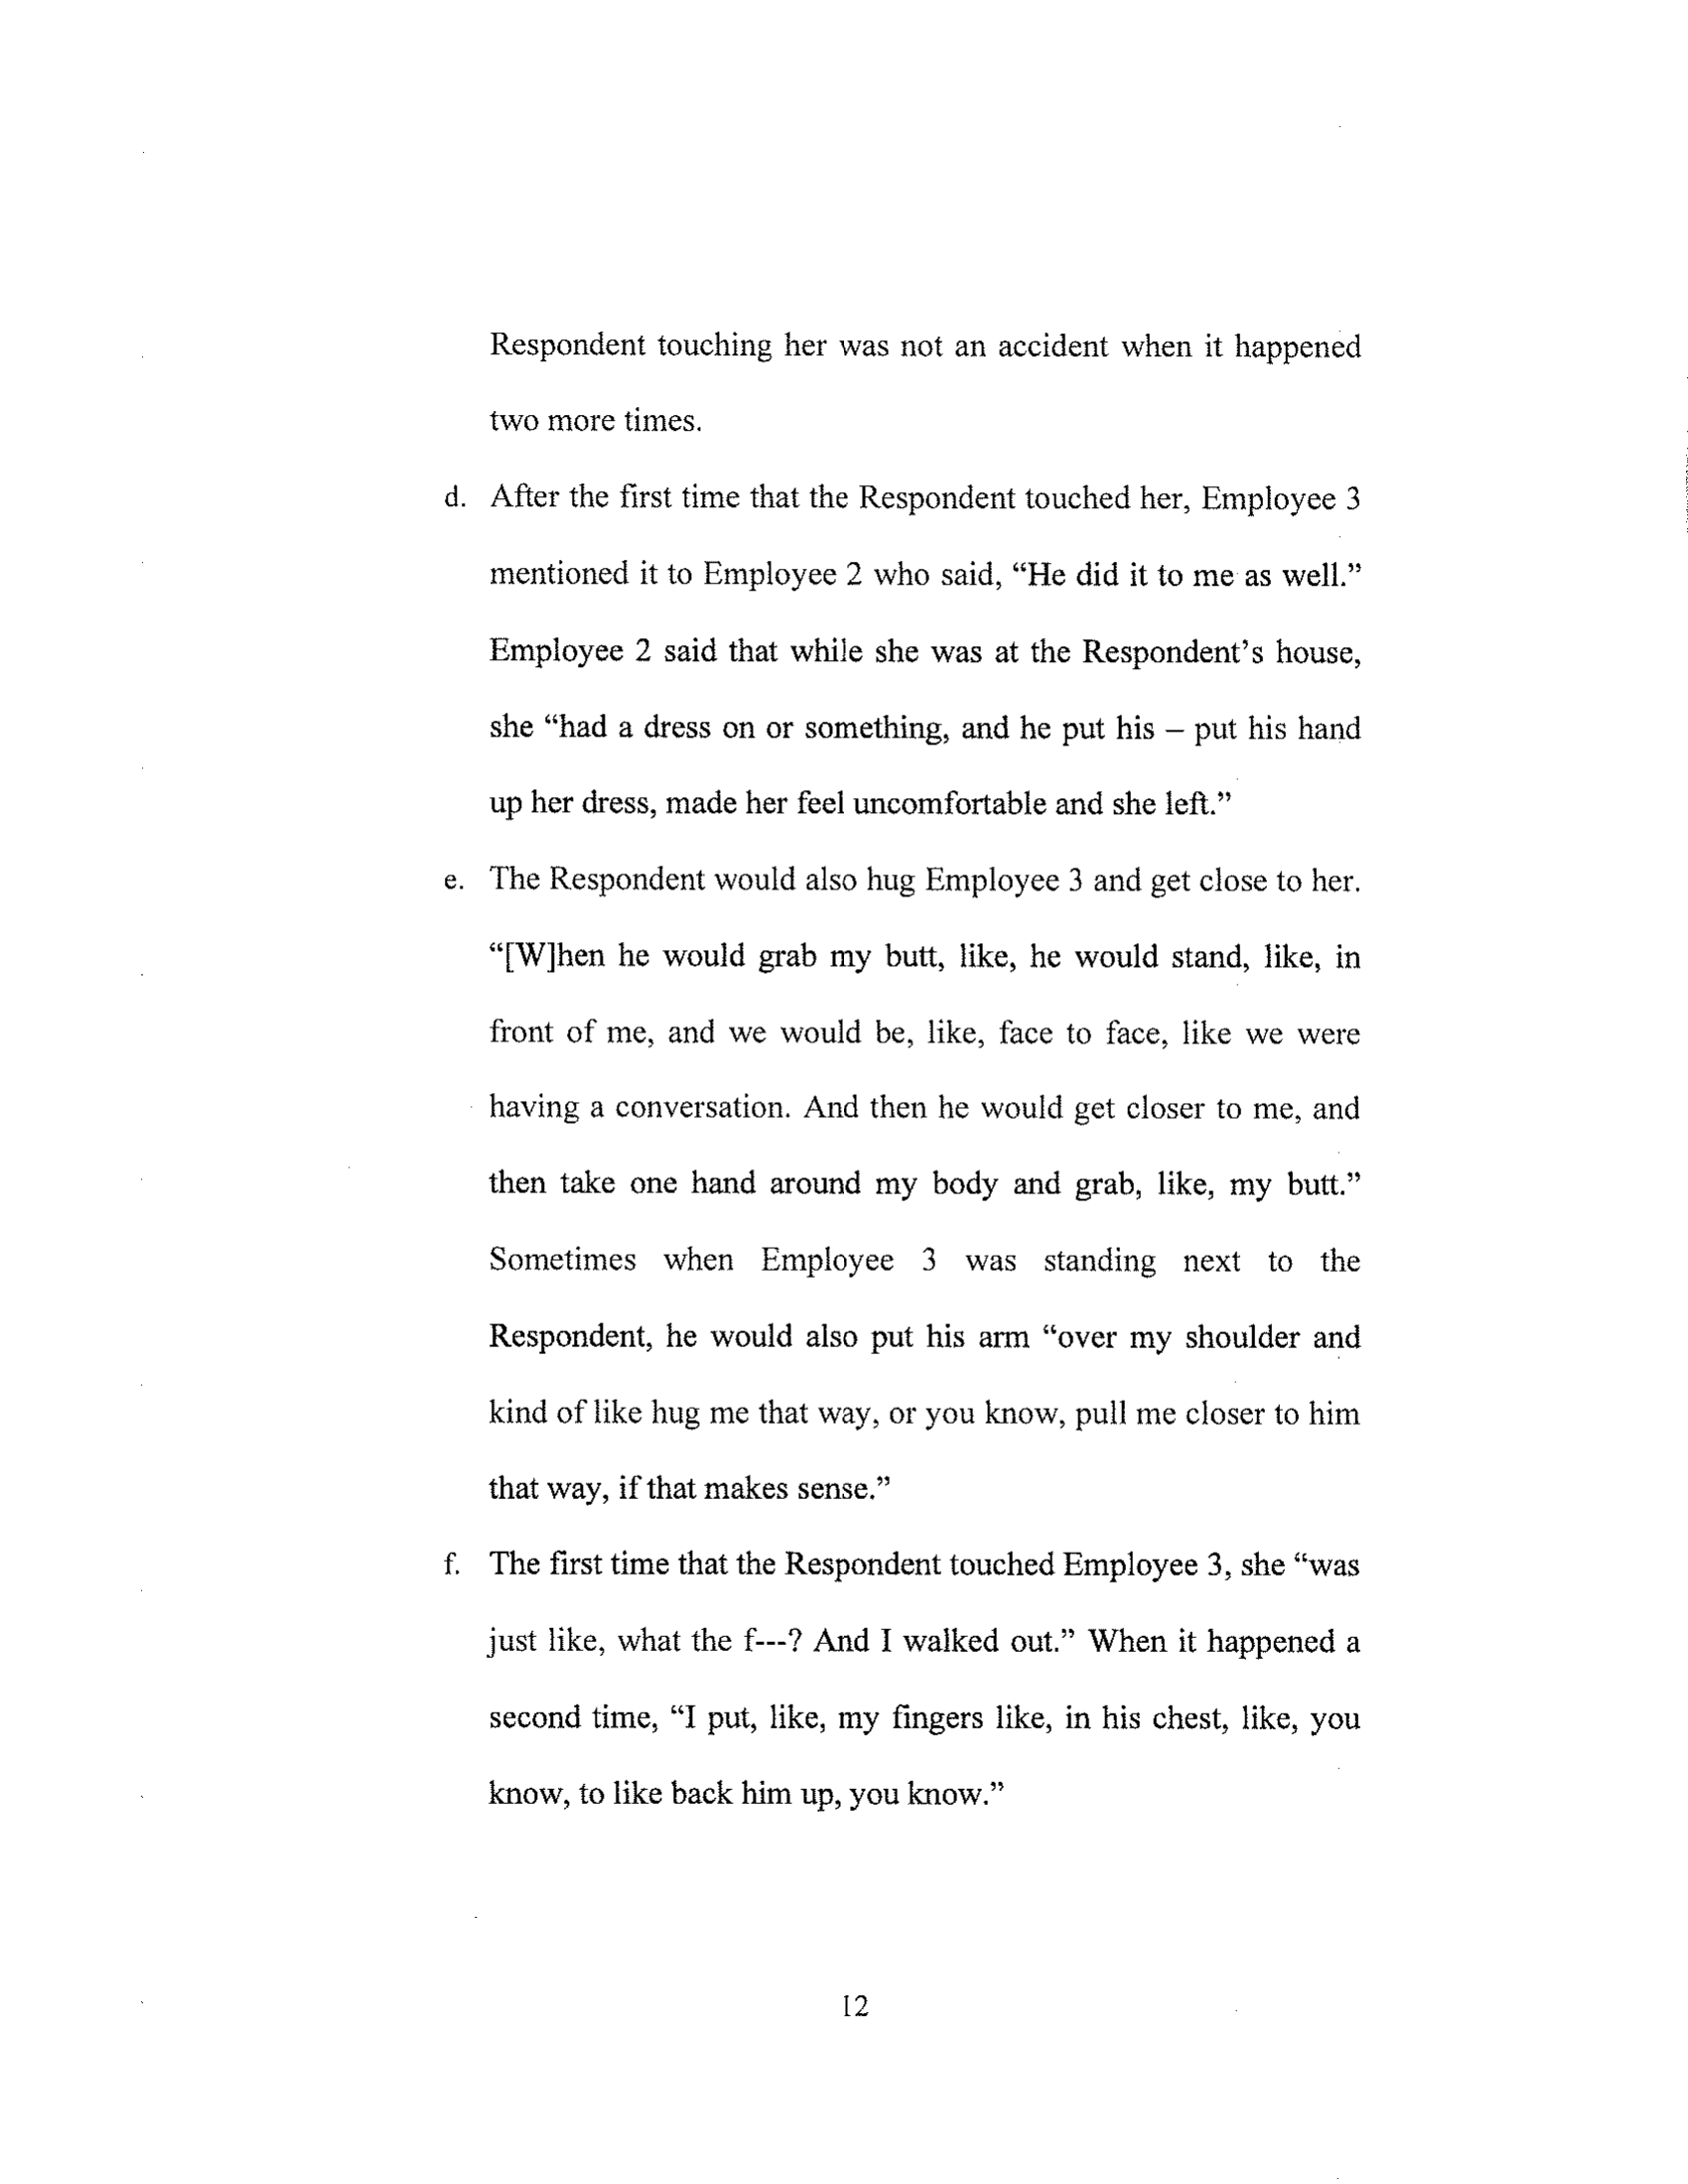 Respondent touching her was not an accident when it happened
two more times.
d. After the first time that the Respondent touched her, Employee 3
mentioned it to Employee 2 who said, “He did it to me as well.”
Employee 2 said that while she was at the Respondent’s house,
she “had a dress on or something, and he put his – put his hand
up her dress, made her feel uncomfortable and she left.”
e. The Respondent would also hug Employee 3 and get close to her.
“[W]hen he would grab my butt, like, he would stand, like, in
front of me, and we would be, like, face to face, like we were
having a conversation. And then he would get closer to me, and
then take one hand around my body and grab, like, my butt.”
Sometimes when Employee 3 was standing next to the
Respondent, he would also put his arm “over my shoulder and
kind of like hug me that way, or you know, pull me closer to him
that way, if that makes sense.”
f. The first time that the Respondent touched Employee 3, she “was
just like, what the f---? And I walked out.” When it happened a
second time, “I put, like, my fingers like, in his chest, like, you
know, to like back him up, you know.”
12